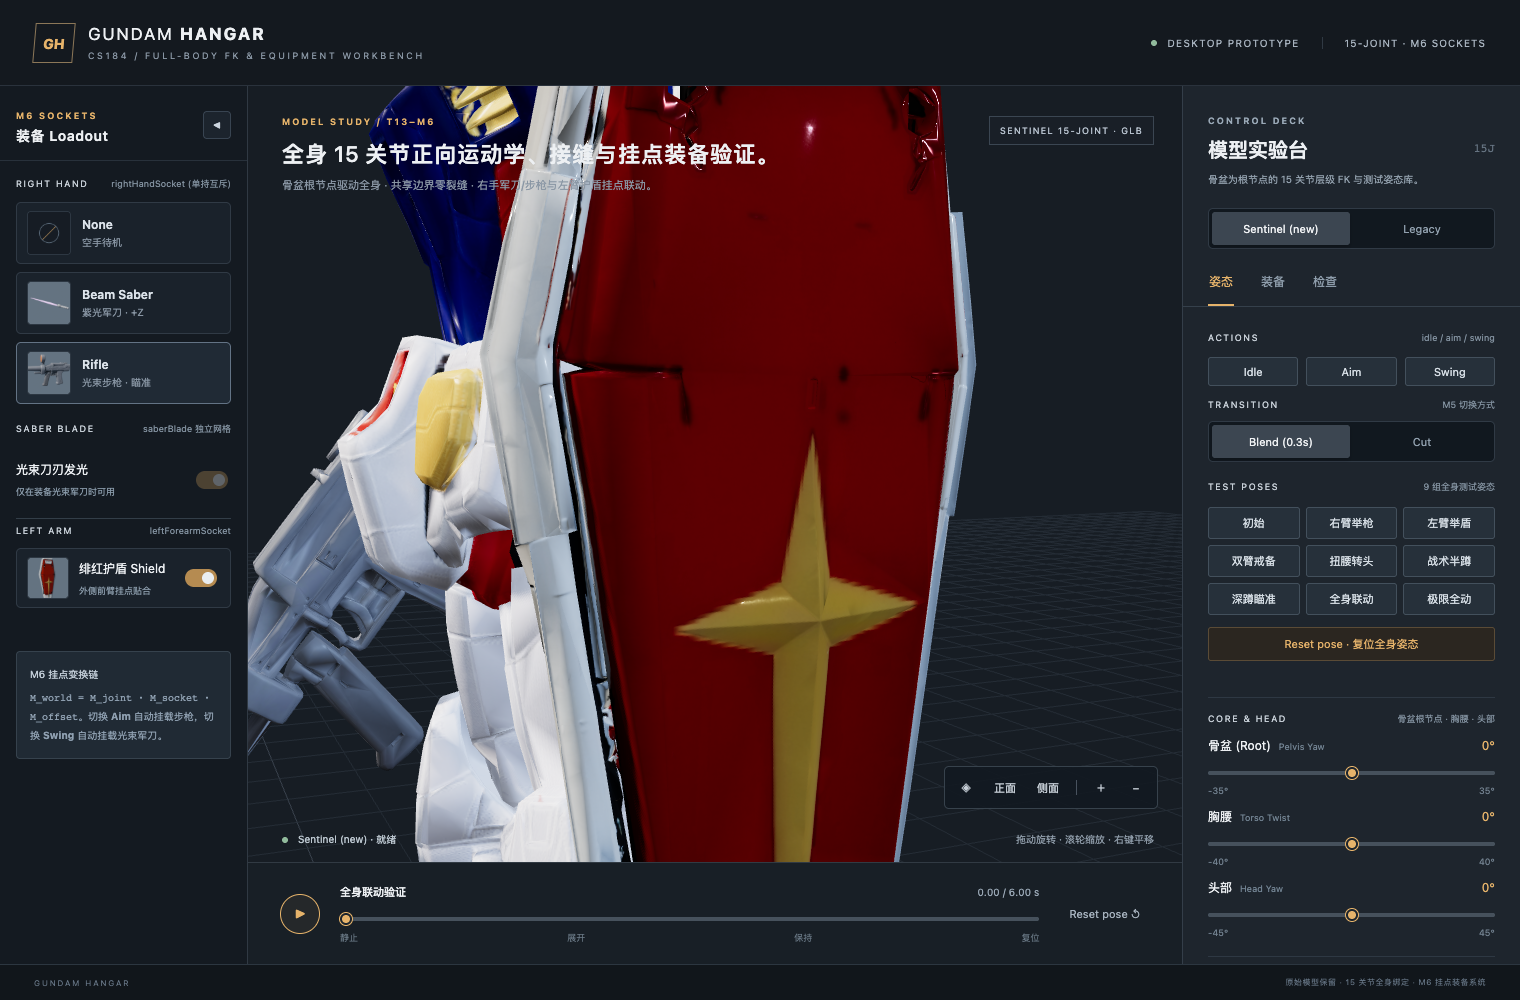 GH
GUNDAM HANGAR
CS184 / FULL-BODY FK & EQUIPMENT WORKBENCH
DESKTOP PROTOTYPE
15-JOINT · M6 SOCKETS
M6 SOCKETS
装备 Loadout
RIGHT HAND
rightHandSocket (单持互斥)
None
空手待机
Beam Saber
紫光军刀 · +Z
Rifle
光束步枪 · 瞄准
SABER BLADE
saberBlade 独立网格
光束刀刃发光
仅在装备光束军刀时可用
LEFT ARM
leftForearmSocket
绯红护盾 Shield
外侧前臂挂点贴合
M6 挂点变换链
M_world = M_joint · M_socket ·
M_offset。切换 Aim 自动挂载步枪，切
换 Swing 自动挂载光束军刀。
MODEL STUDY / T13–M6
全身 15 关节正向运动学、接缝与挂点装备验证。
骨盆根节点驱动全身 · 共享边界零裂缝 · 右手军刀/步枪与左前臂护盾挂点联动。
SENTINEL 15-JOINT · GLB
◈
正面
侧面
+
−
Sentinel (new) · 就绪
拖动旋转 · 滚轮缩放 · 右键平移
全身联动验证
0.00 / 6.00 s
静止
展开
保持
复位
Reset pose ↺
CONTROL DECK
模型实验台
15J
骨盆为根节点的 15 关节层级 FK 与测试姿态库。
Sentinel (new)
Legacy
姿态
装备
检查
ACTIONS
idle / aim / swing
Idle
Aim
Swing
TRANSITION
M5 切换方式
Blend (0.3s)
Cut
TEST POSES
9 组全身测试姿态
初始
右臂举枪
左臂举盾
双臂戒备
扭腰转头
战术半蹲
深蹲瞄准
全身联动
极限全动
Reset pose · 复位全身姿态
CORE & HEAD
骨盆根节点 · 胸腰 · 头部
骨盆 (Root) Pelvis Yaw
0°
-35°
35°
胸腰 Torso Twist
0°
-40°
40°
头部 Head Yaw
0°
-45°
45°
GUNDAM HANGAR
原始模型保留 · 15 关节全身绑定 · M6 挂点装备系统